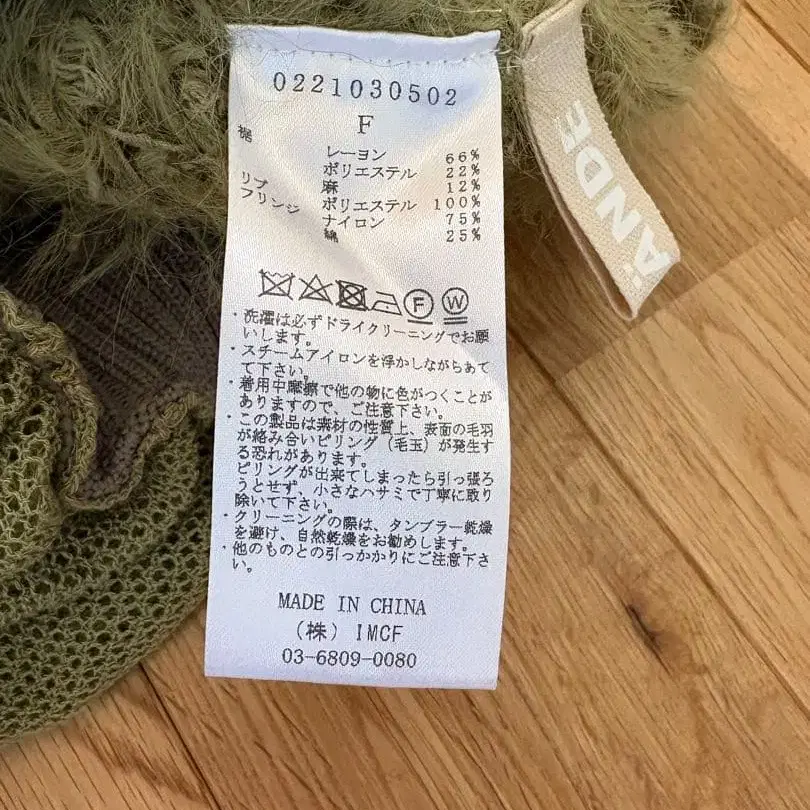 0221030502
F
裾
レーヨン 66%
ポリエステル 22%
麻 12%
リブ ポリエステル 100%
フリンジ ナイロン 75%
綿 25%
F W
・洗濯は必ずドライクリーニングでお願
いします。
・スチームアイロンを浮かしながらあて
て下さい。
・着用中摩擦で他の物に色がつくことが
ありますので、ご注意下さい。
・この製品は素材の性質上、表面の毛羽
が絡み合いピリング（毛玉）が発生す
る恐れがあります。
ピリングが出来てしまったら引っ張ろ
うとせず、小さなハサミで丁寧に取り
除いて下さい。
・クリーニングの際は、タンブラー乾燥
を避け、自然乾燥をお勧めします。
・他のものとの引っかかりにご注意下さ
い。
MADE IN CHINA
（株）IMCF
03-6809-0080
ÄNDE